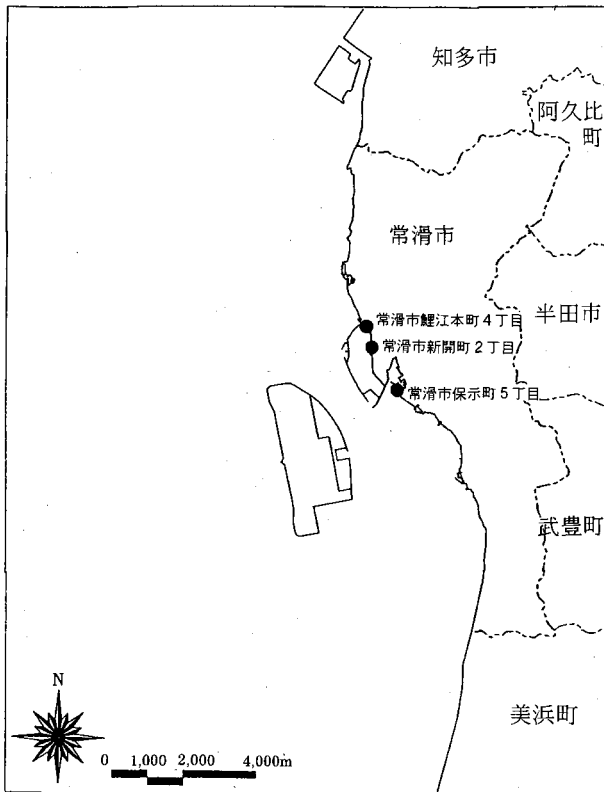 知多市
阿久比
町
常滑市
半田市
常滑市鯉江本町4丁目
常滑市新開町2丁目
常滑市保示町5丁目
武豊町
美浜町
N
0 1,000 2,000 4,000m